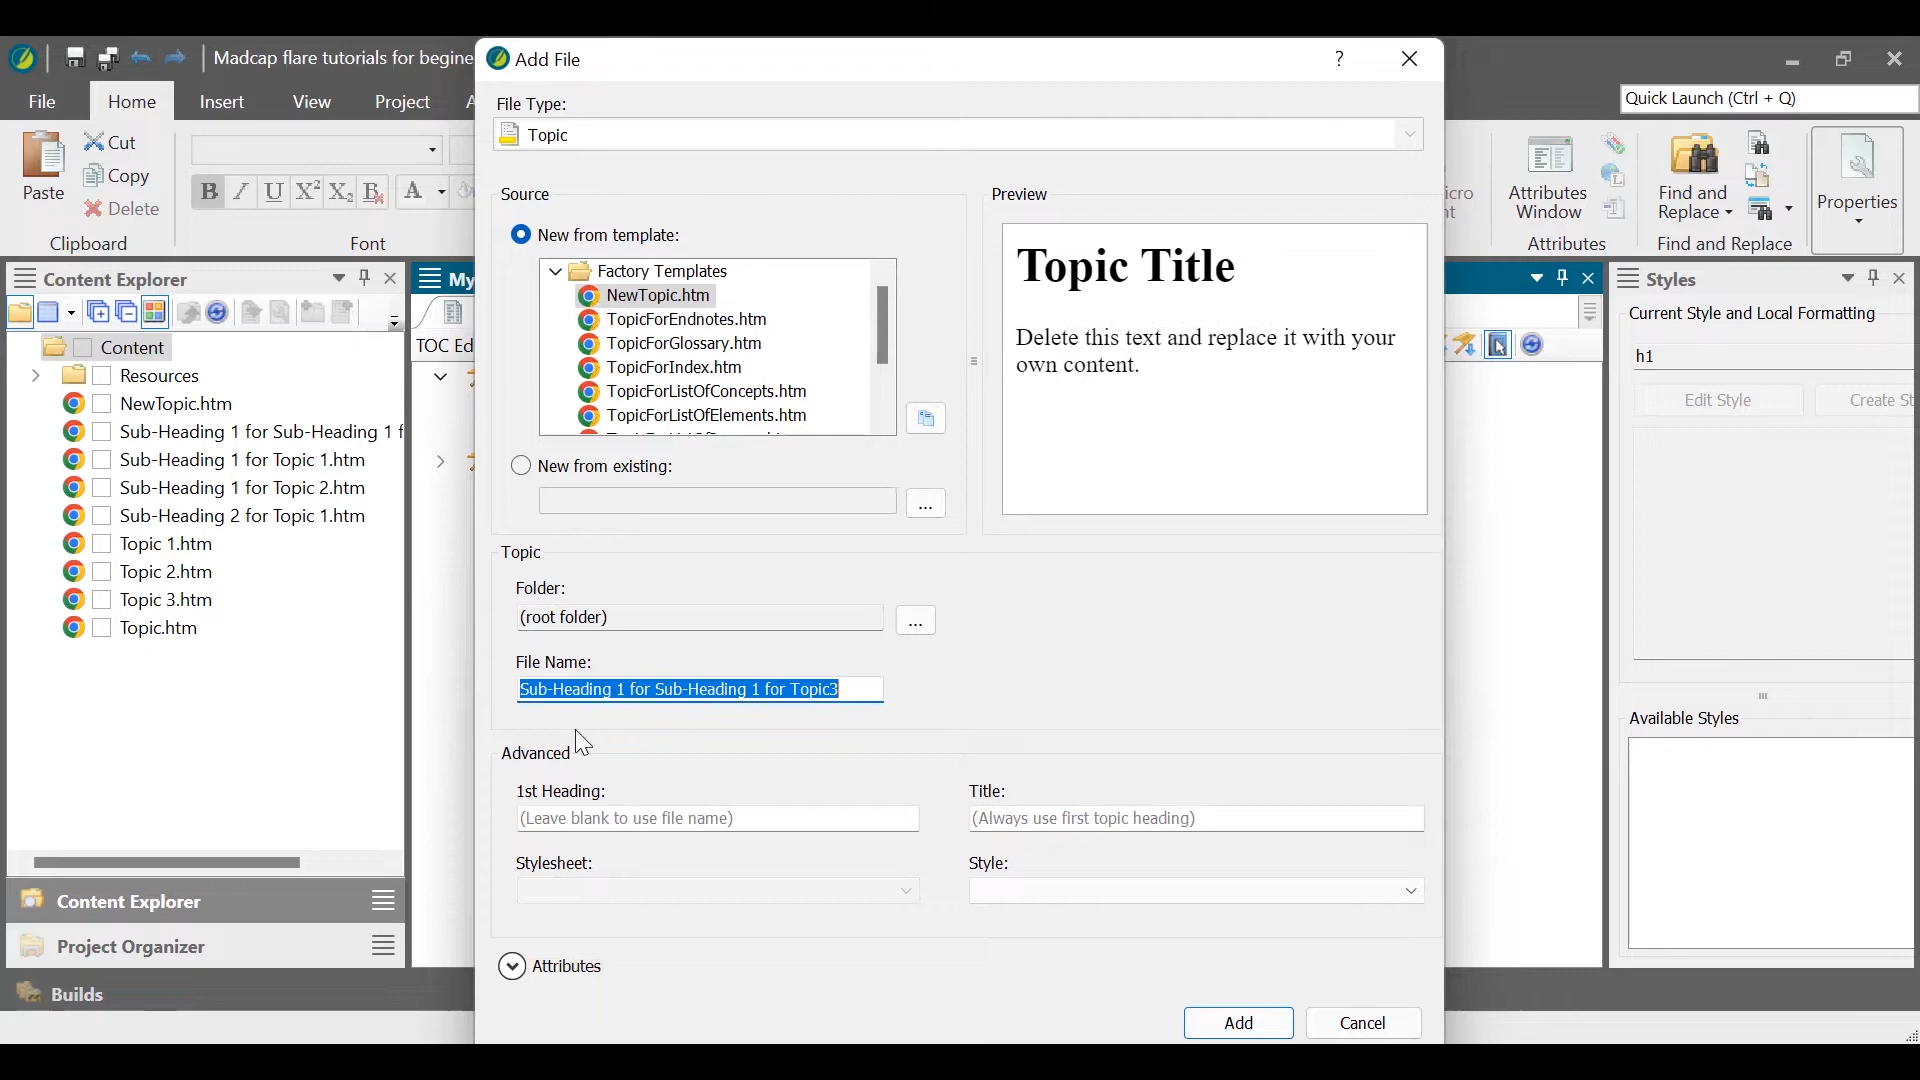 Madcap flare tutorials for begine
Add File
?
File
Home
Insert
View
Project
Quick Launch (Ctrl + Q)
File Type:
Topic
Paste
Cut
Copy
Delete
Clipboard
B I U X² X₂ B
A
Font
Source
New from template:
Factory Templates
NewTopic.htm
TopicForEndnotes.htm
TopicForGlossary.htm
TopicForIndex.htm
TopicForListOfConcepts.htm
TopicForListOfElements.htm
New from existing:
...
Preview
Topic Title
Delete this text and replace it with your
own content.
Attributes
Window
Attributes
Find and
Replace
Find and Replace
Properties
Content Explorer
Content
Resources
NewTopic.htm
Sub-Heading 1 for Sub-Heading 1 f
Sub-Heading 1 for Topic 1.htm
Sub-Heading 1 for Topic 2.htm
Sub-Heading 2 for Topic 1.htm
Topic 1.htm
Topic 2.htm
Topic 3.htm
Topic.htm
Content Explorer
Project Organizer
Builds
My
TOC Ed
Topic
Folder:
(root folder)
...
File Name:
Sub-Heading 1 for Sub-Heading 1 for Topic3
Advanced
1st Heading:
(Leave blank to use file name)
Title:
(Always use first topic heading)
Stylesheet:
Style:
Attributes
Add
Cancel
Styles
Current Style and Local Formatting
h1
Edit Style
Create St
Available Styles